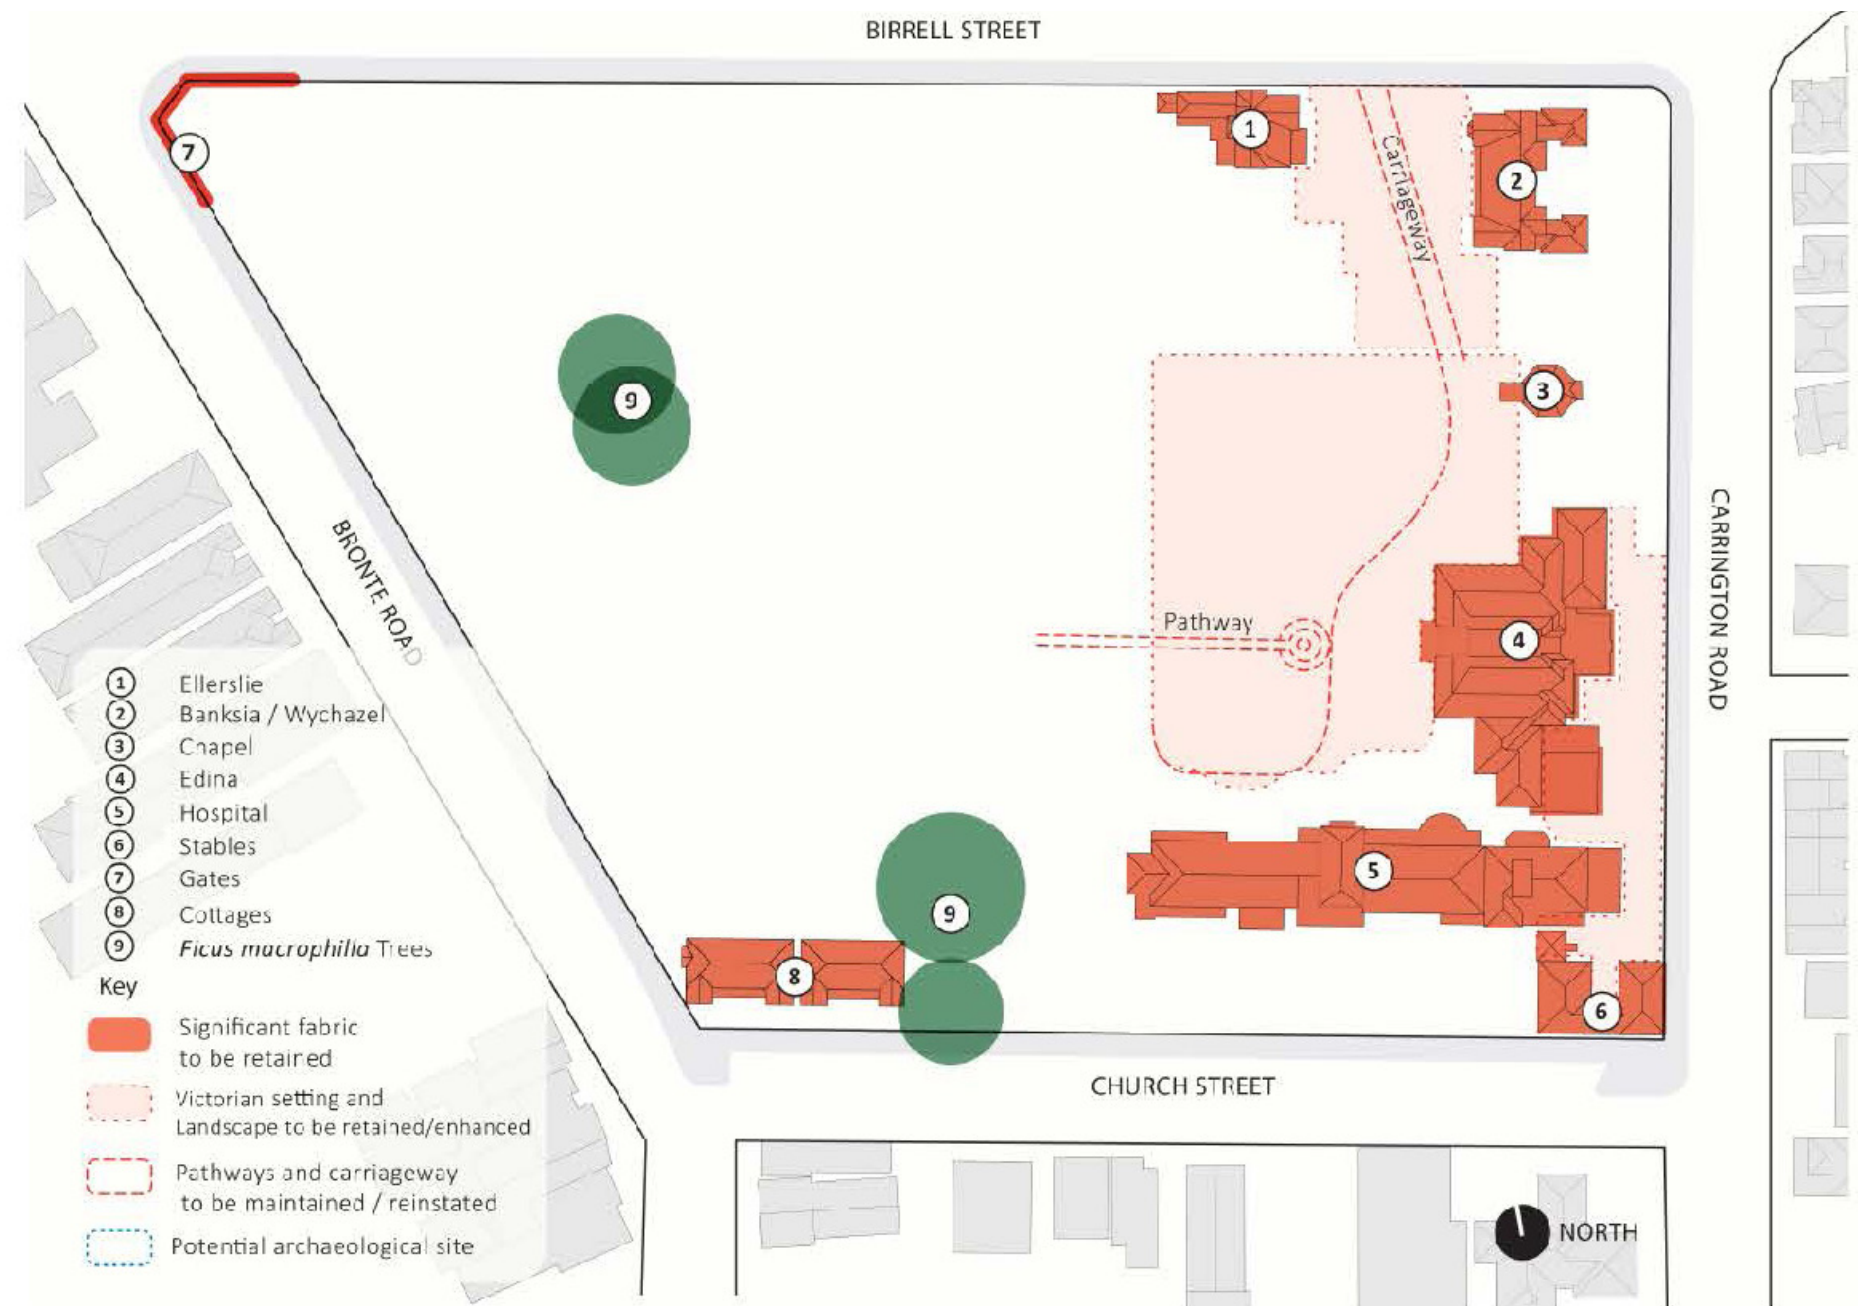 BIRRELL STREET
7
1
2
Carriageway
3
9
CARRINGTON ROAD
BRONTE ROAD
Pathway
4
5
9
8
6
CHURCH STREET
NORTH
1 Ellerslie
2 Banksia / Wychazel
3 Chapel
4 Edina
5 Hospital
6 Stables
7 Gates
8 Cottages
9 Ficus macrophilla Trees
Key
Significant fabric
to be retained
Victorian setting and
Landscape to be retained/enhanced
Pathways and carriageway
to be maintained / reinstated
Potential archaeological site